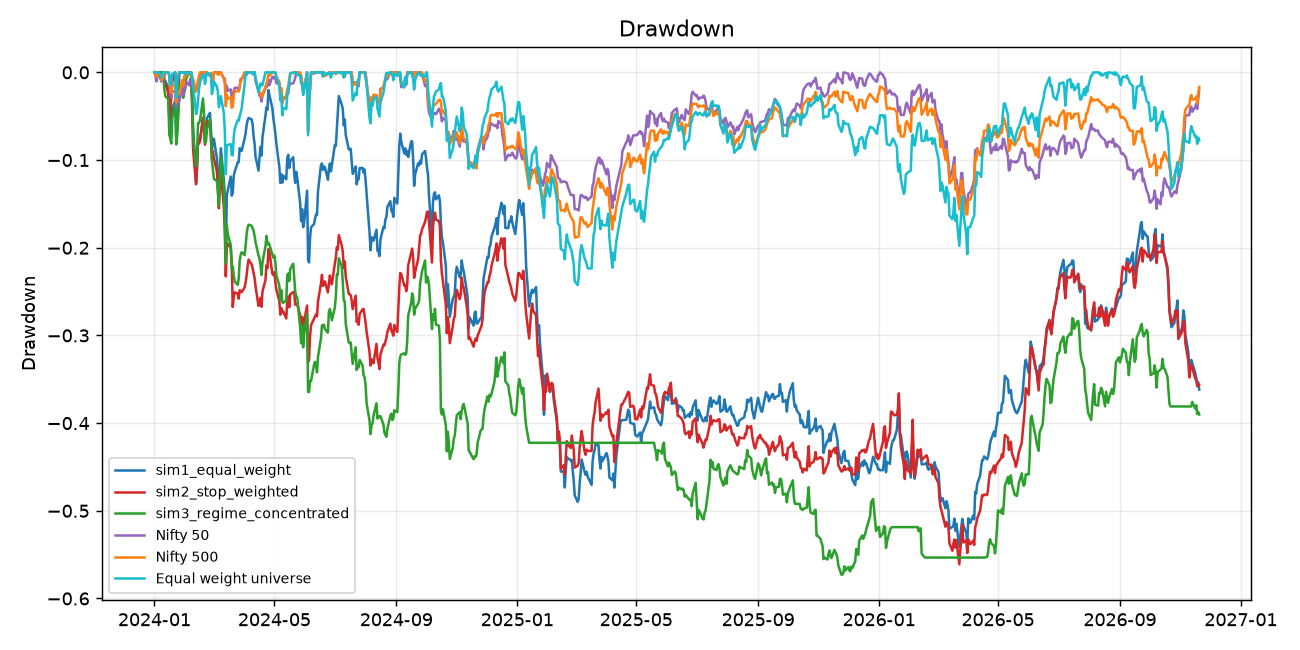 Drawdown
Drawdown
0.0
−0.1
−0.2
−0.3
−0.4
−0.5
−0.6
sim1_equal_weight
sim2_stop_weighted
sim3_regime_concentrated
Nifty 50
Nifty 500
Equal weight universe
2024-01 2024-05 2024-09 2025-01 2025-05 2025-09 2026-01 2026-05 2026-09 2027-01